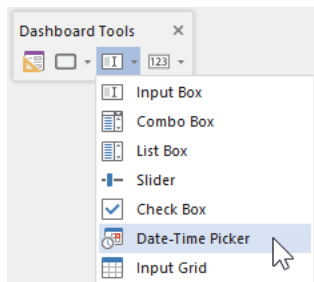 Dashboard Tools
123
Input Box
Combo Box
List Box
Slider
Check Box
Date-Time Picker
Input Grid